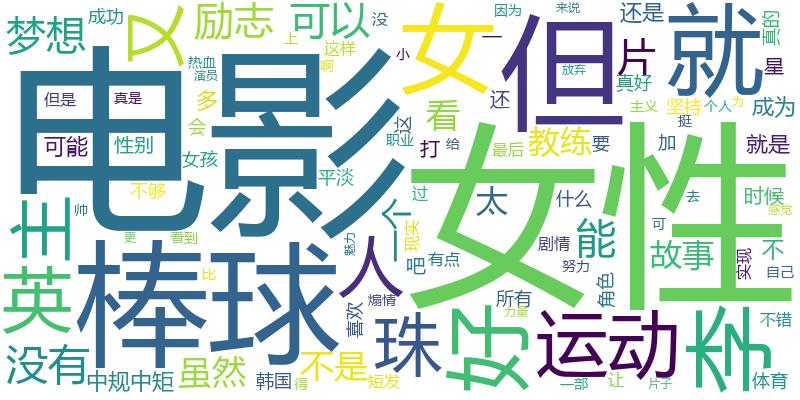 梦想
成功
又
励志
可以
没
因为
女
一
来说
还是
片
真的
就
但
热血
演员
上
这样
啊
小
放弃
星
电影
但是
真是
多
会
看
还
真好
坚持
主义
个人
为
成为
可能
性别
女孩
职业
这
打
给
教练
要
加
挺
就是
不够
平淡
最后
女性
主
帅
一个
过
太
什么
去
时候
感觉
更
看到
魅力
现实
能
可
英
棒球
人
吧
有点
剧情
故事
不
比
煽情
努力
实现
自己
喜欢
所有
角色
没有
中规中矩
虽然
不是
珠
好
力量
运动
李
不错
韩国
得
短发
一部
让
片子
体育